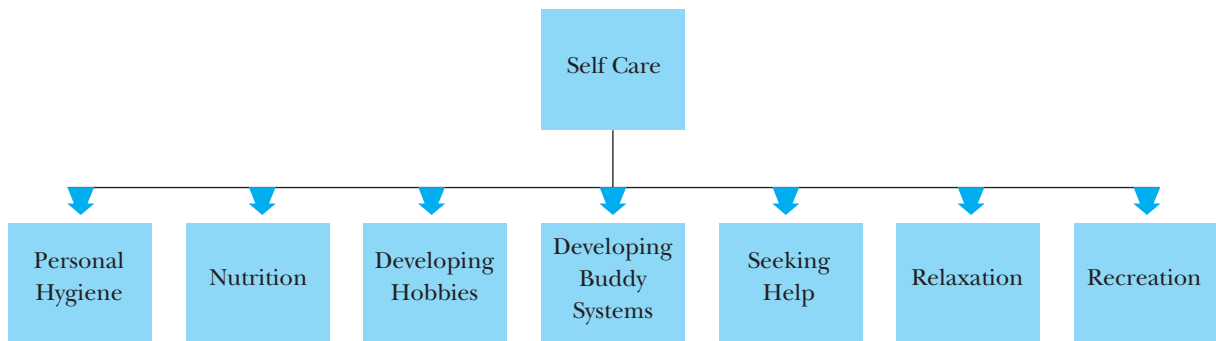 Self Care
Personal
Hygiene
Nutrition
Developing
Hobbies
Developing
Buddy
Systems
Seeking
Help
Relaxation
Recreation